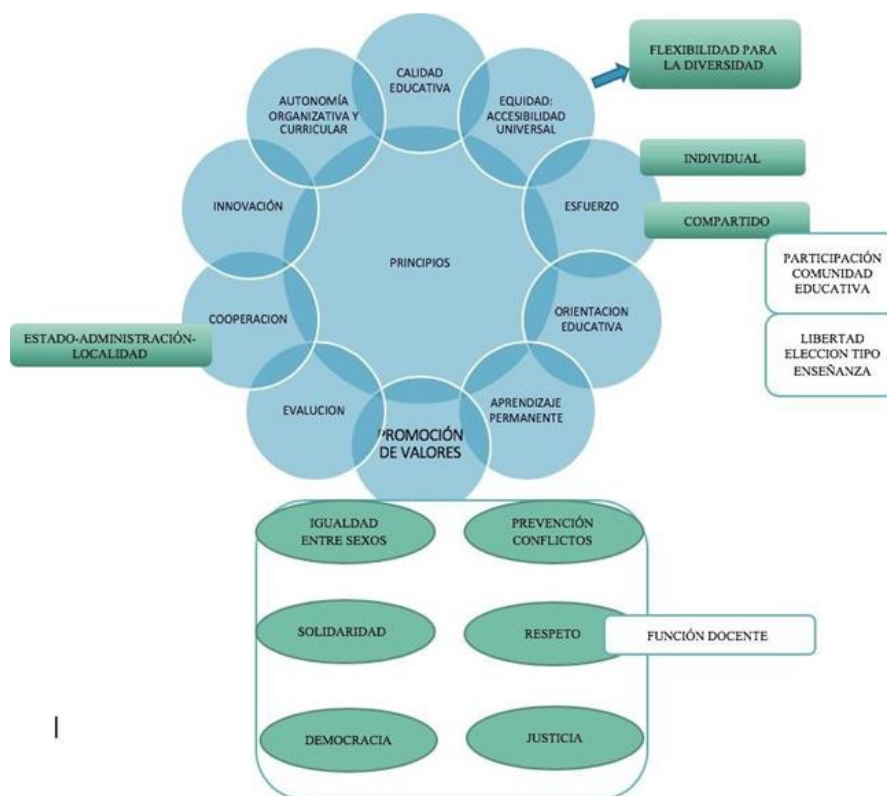 CALIDAD
EDUCATIVA
FLEXIBILIDAD PARA
LA DIVERSIDAD
AUTONOMÍA
ORGANIZATIVA Y
CURRICULAR
EQUIDAD:
ACCESIBILIDAD
UNIVERSAL
INDIVIDUAL
INNOVACIÓN
ESFUERZO
COMPARTIDO
PRINCIPIOS
PARTICIPACIÓN
COMUNIDAD
EDUCATIVA
COOPERACION
ORIENTACION
EDUCATIVA
ESTADO-ADMINISTRACIÓN-
LOCALIDAD
LIBERTAD
ELECCION TIPO
ENSEÑANZA
EVALUCION
APRENDIZAJE
PERMANENTE
PROMOCIÓN
DE VALORES
IGUALDAD
ENTRE SEXOS
PREVENCIÓN
CONFLICTOS
SOLIDARIDAD
RESPETO
FUNCIÓN DOCENTE
DEMOCRACIA
JUSTICIA